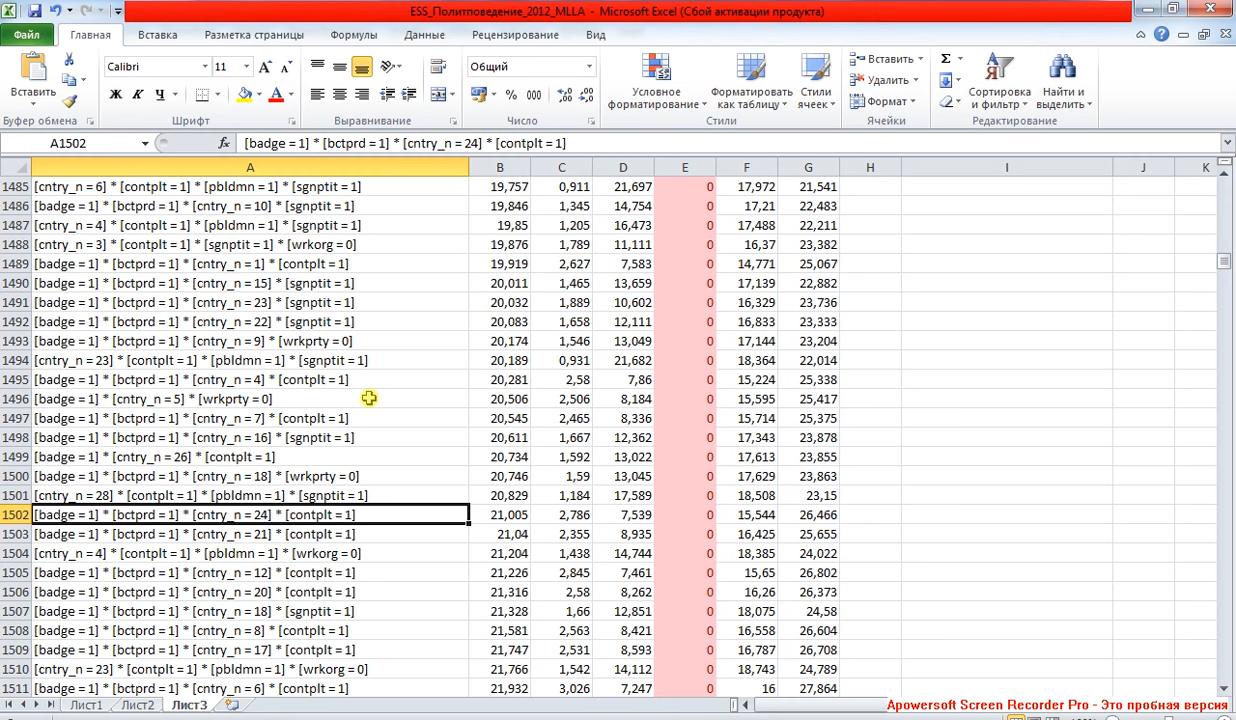 ESS_Политповедение_2012_MLLA - Microsoft Excel (Сбой активации продукта)
Файл Главная Вставка Разметка страницы Формулы Данные Рецензирование Вид
Вставить
Calibri 11
Ж К Ч
Общий
% 000
Условное форматирование
Форматировать как таблицу
Стили ячеек
Вставить
Удалить
Формат
Сортировка и фильтр
Найти и выделить
Буфер обмена Шрифт Выравнивание Число Стили Ячейки Редактирование
A1502 fx [badge = 1] * [bctprd = 1] * [cntry_n = 24] * [contplt = 1]
A B C D E F G H I J K
1485 [cntry_n = 6] * [contplt = 1] * [pbldmn = 1] * [sgnptit = 1] 19,757 0,911 21,697 0 17,972 21,541
1486 [badge = 1] * [bctprd = 1] * [cntry_n = 10] * [sgnptit = 1] 19,846 1,345 14,754 0 17,21 22,483
1487 [cntry_n = 4] * [contplt = 1] * [pbldmn = 1] * [sgnptit = 1] 19,85 1,205 16,473 0 17,488 22,211
1488 [cntry_n = 3] * [contplt = 1] * [sgnptit = 1] * [wrkorg = 0] 19,876 1,789 11,111 0 16,37 23,382
1489 [badge = 1] * [bctprd = 1] * [cntry_n = 1] * [contplt = 1] 19,919 2,627 7,583 0 14,771 25,067
1490 [badge = 1] * [bctprd = 1] * [cntry_n = 15] * [sgnptit = 1] 20,011 1,465 13,659 0 17,139 22,882
1491 [badge = 1] * [bctprd = 1] * [cntry_n = 23] * [sgnptit = 1] 20,032 1,889 10,602 0 16,329 23,736
1492 [badge = 1] * [bctprd = 1] * [cntry_n = 22] * [sgnptit = 1] 20,083 1,658 12,111 0 16,833 23,333
1493 [badge = 1] * [bctprd = 1] * [cntry_n = 9] * [wrkprty = 0] 20,174 1,546 13,049 0 17,144 23,204
1494 [cntry_n = 23] * [contplt = 1] * [pbldmn = 1] * [sgnptit = 1] 20,189 0,931 21,682 0 18,364 22,014
1495 [badge = 1] * [bctprd = 1] * [cntry_n = 4] * [contplt = 1] 20,281 2,58 7,86 0 15,224 25,338
1496 [badge = 1] * [cntry_n = 5] * [wrkprty = 0] 20,506 2,506 8,184 0 15,595 25,417
1497 [badge = 1] * [bctprd = 1] * [cntry_n = 7] * [contplt = 1] 20,545 2,465 8,336 0 15,714 25,375
1498 [badge = 1] * [bctprd = 1] * [cntry_n = 16] * [sgnptit = 1] 20,611 1,667 12,362 0 17,343 23,878
1499 [badge = 1] * [cntry_n = 26] * [contplt = 1] 20,734 1,592 13,022 0 17,613 23,855
1500 [badge = 1] * [bctprd = 1] * [cntry_n = 18] * [wrkprty = 0] 20,746 1,59 13,045 0 17,629 23,863
1501 [cntry_n = 28] * [contplt = 1] * [pbldmn = 1] * [sgnptit = 1] 20,829 1,184 17,589 0 18,508 23,15
1502 [badge = 1] * [bctprd = 1] * [cntry_n = 24] * [contplt = 1] 21,005 2,786 7,539 0 15,544 26,466
1503 [badge = 1] * [bctprd = 1] * [cntry_n = 21] * [contplt = 1] 21,04 2,355 8,935 0 16,425 25,655
1504 [cntry_n = 4] * [contplt = 1] * [pbldmn = 1] * [wrkorg = 0] 21,204 1,438 14,744 0 18,385 24,022
1505 [badge = 1] * [bctprd = 1] * [cntry_n = 12] * [contplt = 1] 21,226 2,845 7,461 0 15,65 26,802
1506 [badge = 1] * [bctprd = 1] * [cntry_n = 20] * [contplt = 1] 21,316 2,58 8,262 0 16,26 26,373
1507 [badge = 1] * [bctprd = 1] * [cntry_n = 18] * [sgnptit = 1] 21,328 1,66 12,851 0 18,075 24,58
1508 [badge = 1] * [bctprd = 1] * [cntry_n = 8] * [contplt = 1] 21,581 2,563 8,421 0 16,558 26,604
1509 [badge = 1] * [bctprd = 1] * [cntry_n = 17] * [contplt = 1] 21,747 2,531 8,593 0 16,787 26,708
1510 [cntry_n = 23] * [contplt = 1] * [pbldmn = 1] * [wrkorg = 0] 21,766 1,542 14,112 0 18,743 24,789
1511 [badge = 1] * [bctprd = 1] * [cntry_n = 6] * [contplt = 1] 21,932 3,026 7,247 0 16 27,864
Лист1 Лист2 Лист3
Apowersoft Screen Recorder Pro - Это пробная версия